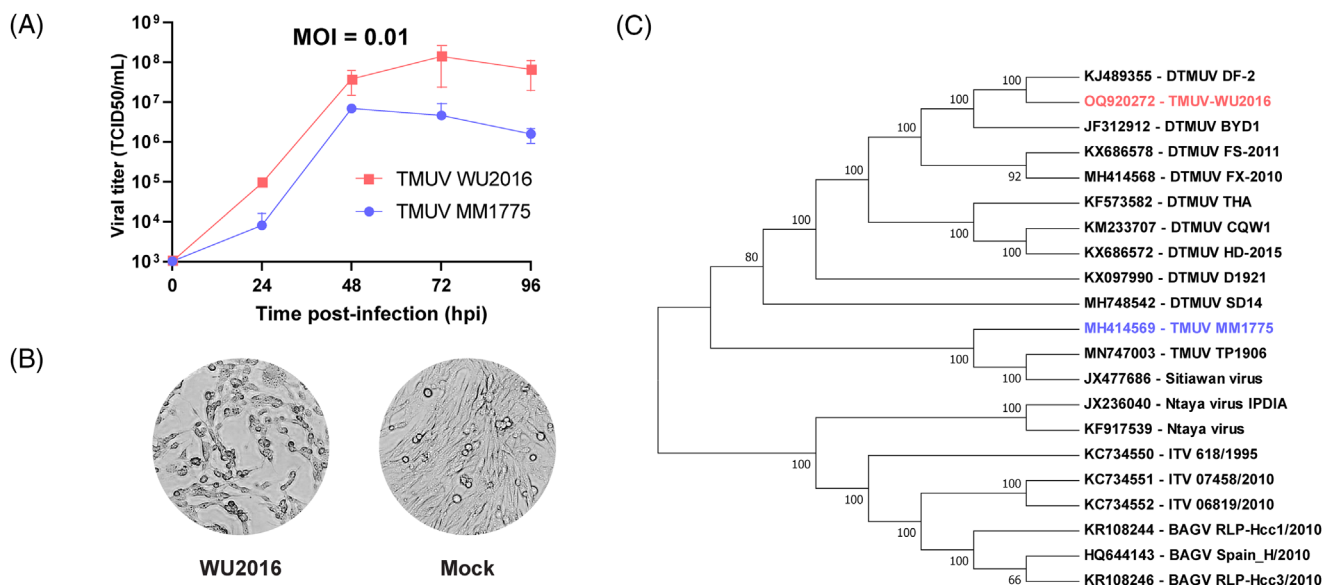 (A)
10⁹
10⁸
10⁷
10⁶
10⁵
10⁴
10³
Viral titer (TCID50/mL)
MOI = 0.01
TMUV WU2016
TMUV MM1775
0 24 48 72 96
Time post-infection (hpi)
(B)
WU2016 Mock
(C)
KJ489355 - DTMUV DF-2
OQ920272 - TMUV-WU2016
JF312912 - DTMUV BYD1
KX686578 - DTMUV FS-2011
MH414568 - DTMUV FX-2010
KF573582 - DTMUV THA
KM233707 - DTMUV CQW1
KX686572 - DTMUV HD-2015
KX097990 - DTMUV D1921
MH748542 - DTMUV SD14
MH414569 - TMUV MM1775
MN747003 - TMUV TP1906
JX477686 - Sitiawan virus
JX236040 - Ntaya virus IPDIA
KF917539 - Ntaya virus
KC734550 - ITV 618/1995
KC734551 - ITV 07458/2010
KC734552 - ITV 06819/2010
KR108244 - BAGV RLP-Hcc1/2010
HQ644143 - BAGV Spain_H/2010
KR108246 - BAGV RLP-Hcc3/2010
100
100
100
100
92
100
100
100
80
100
100
100
100
100
100
100
100
66